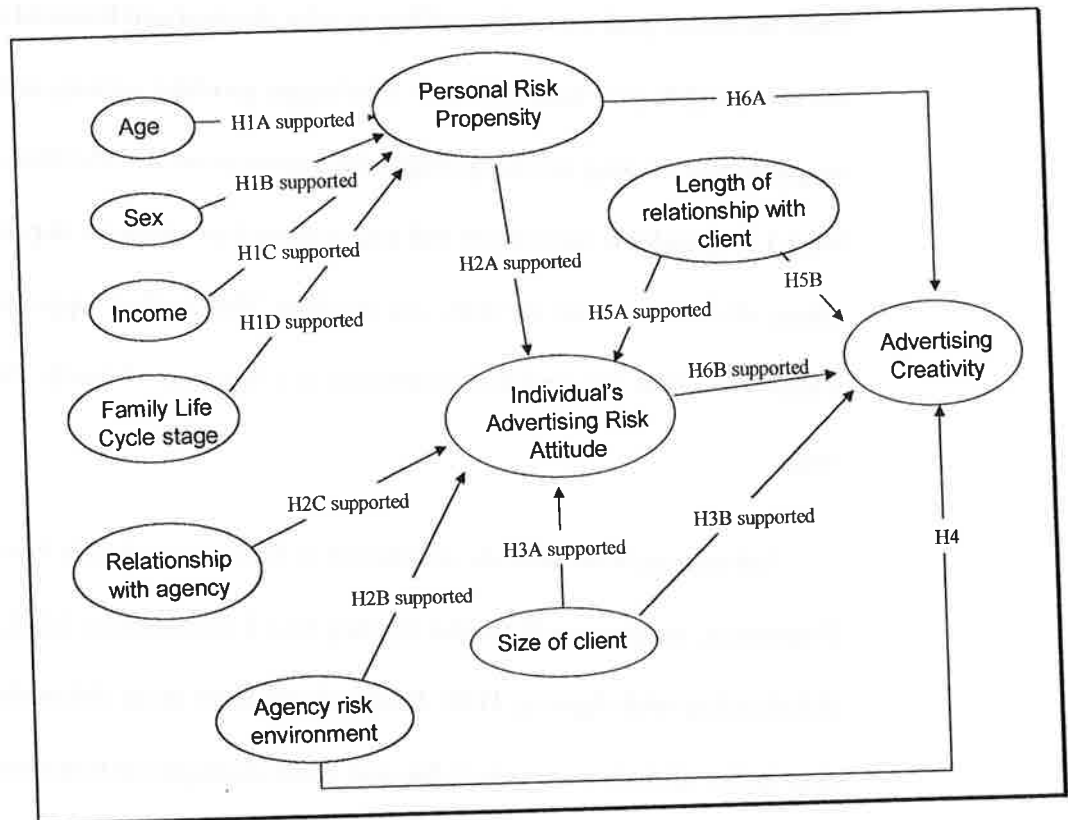 Personal Risk
Propensity
H6A
Age
H1A supported
H1B supported
Sex
Length of
relationship with
client
H1C supported
H2A supported
H5B
Income
H1D supported
H5A supported
Advertising
Creativity
H6B supported
Family Life
Cycle stage
Individual's
Advertising Risk
Attitude
H2C supported
H3B supported
H3A supported
H4
Relationship
with agency
H2B supported
Size of client
Agency risk
environment